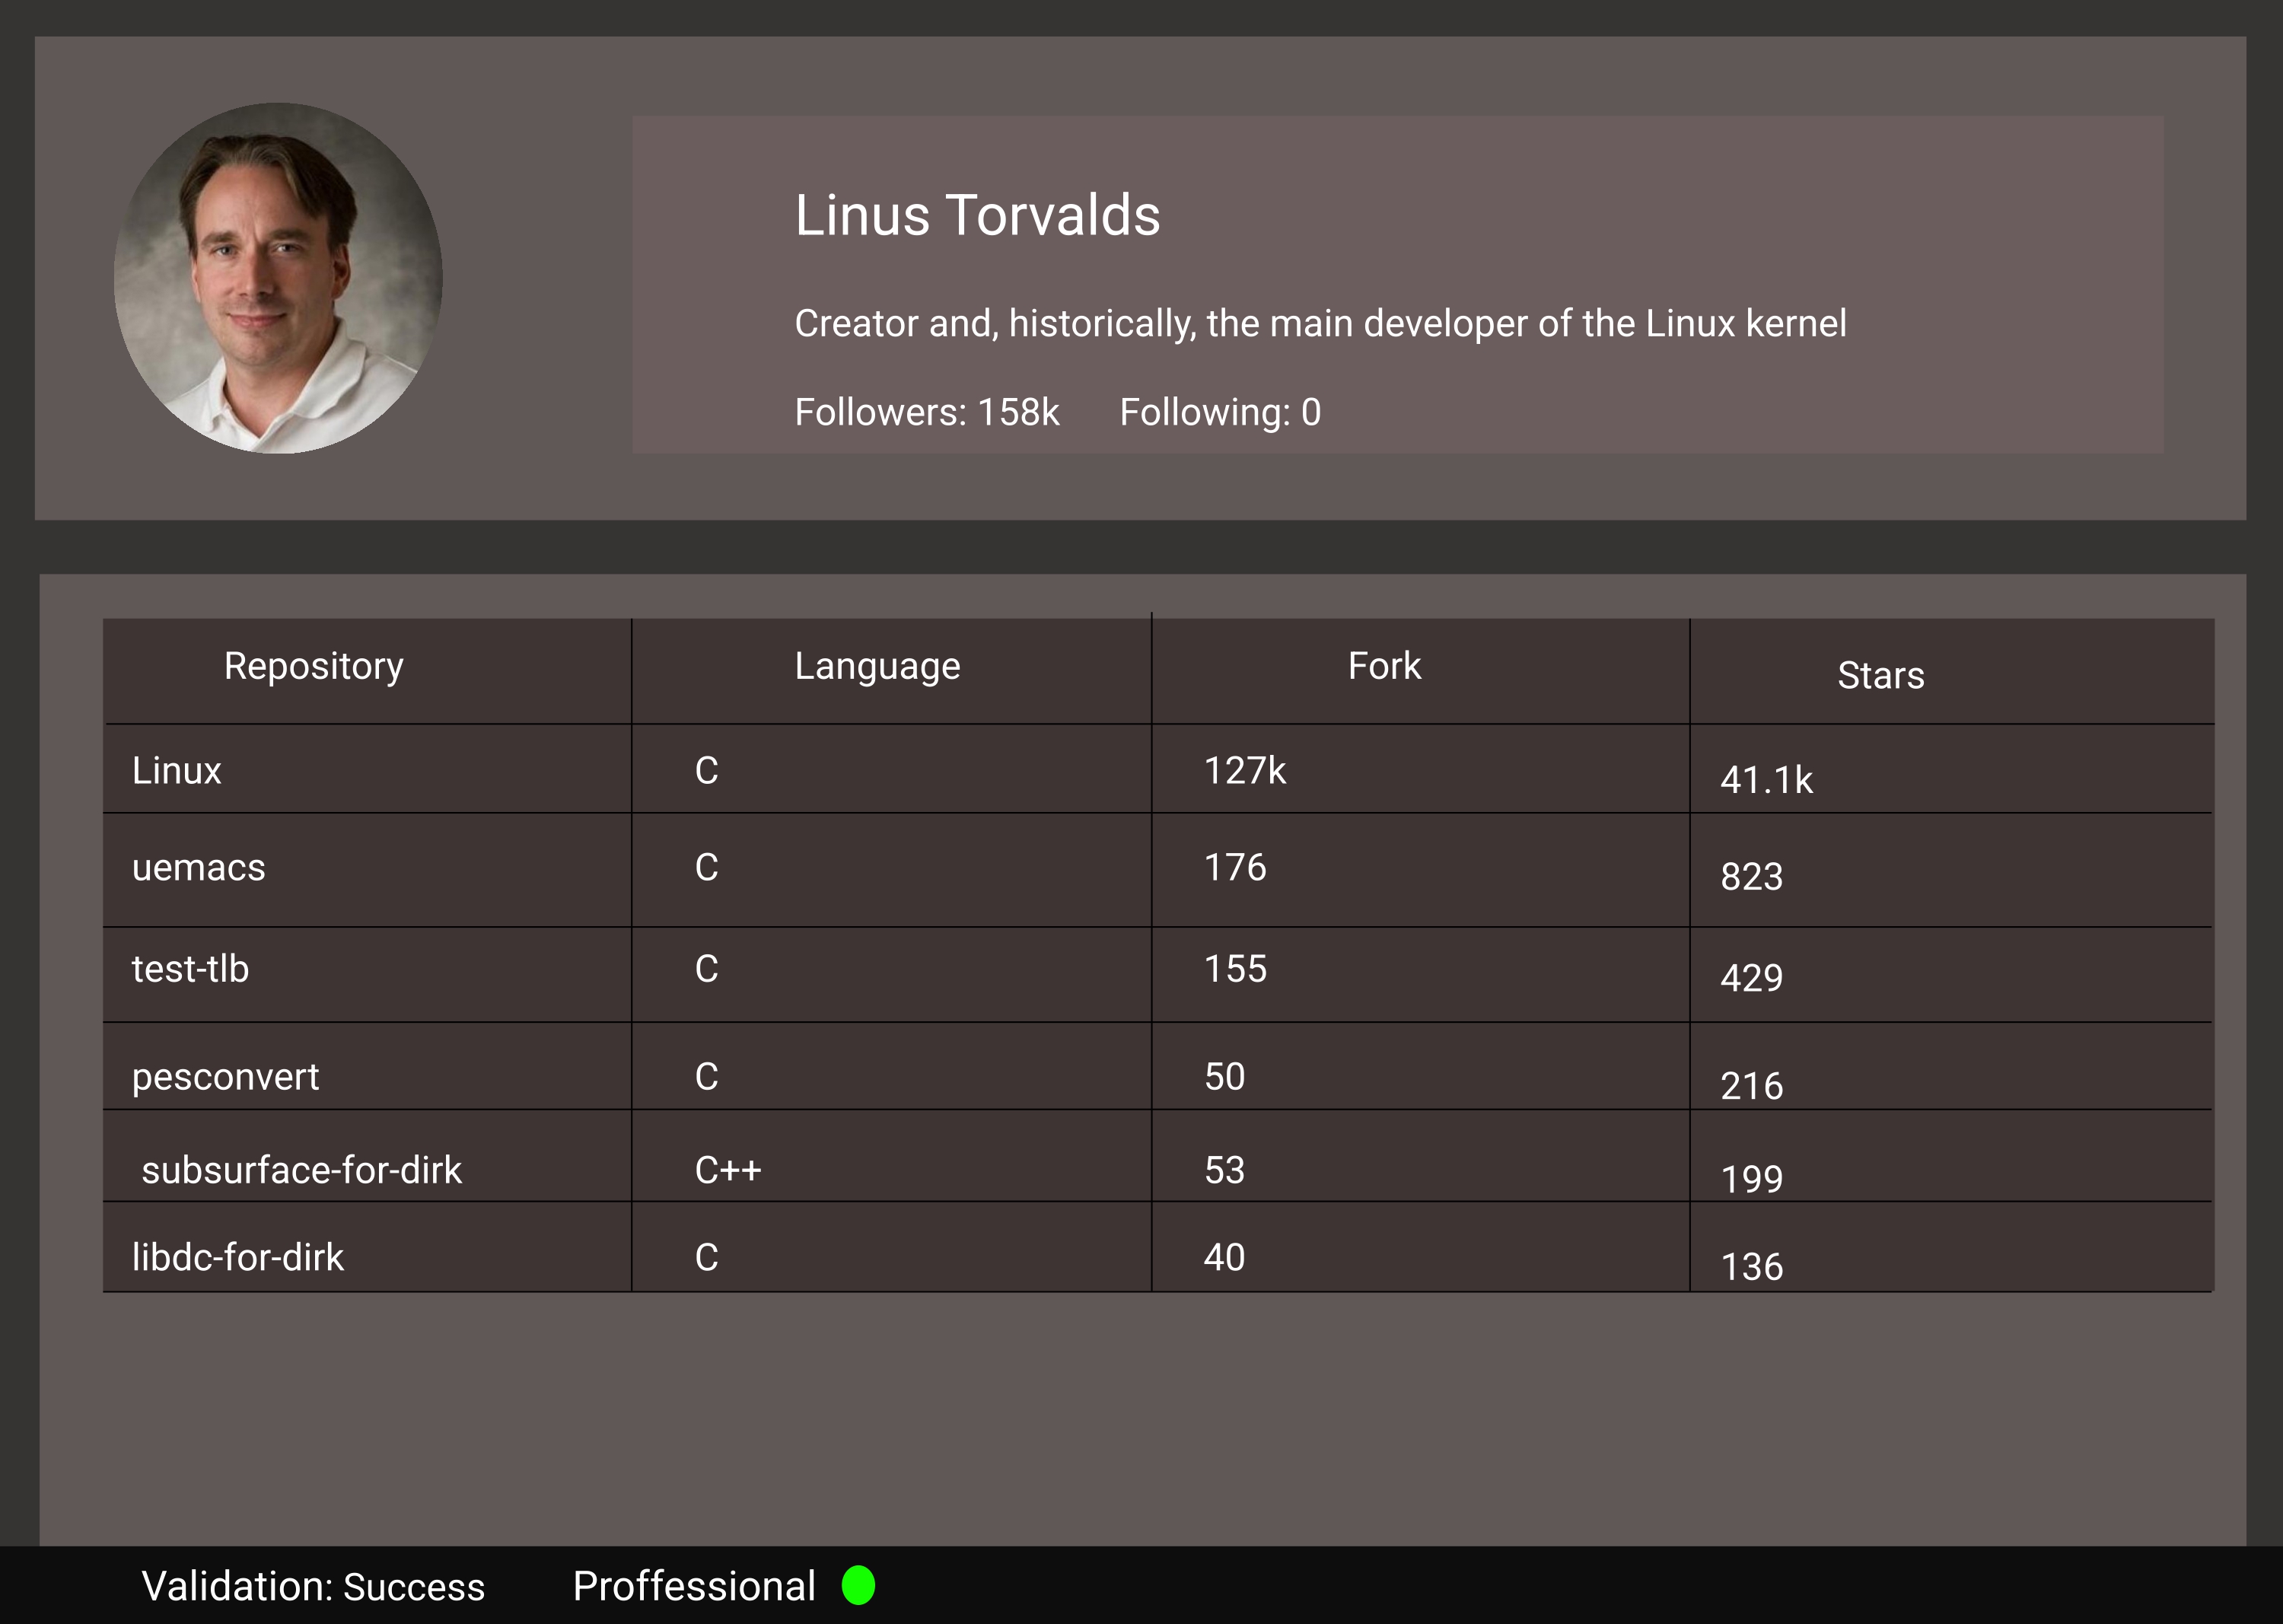 Linus Torvalds
Creator and, historically, the main developer of the Linux kernel
Followers: 158k Following: 0
Repository Language Fork Stars
Linux C 127k 41.1k
uemacs C 176 823
test-tlb C 155 429
pesconvert C 50 216
subsurface-for-dirk C++ 53 199
libdc-for-dirk C 40 136
Validation: Success Proffessional